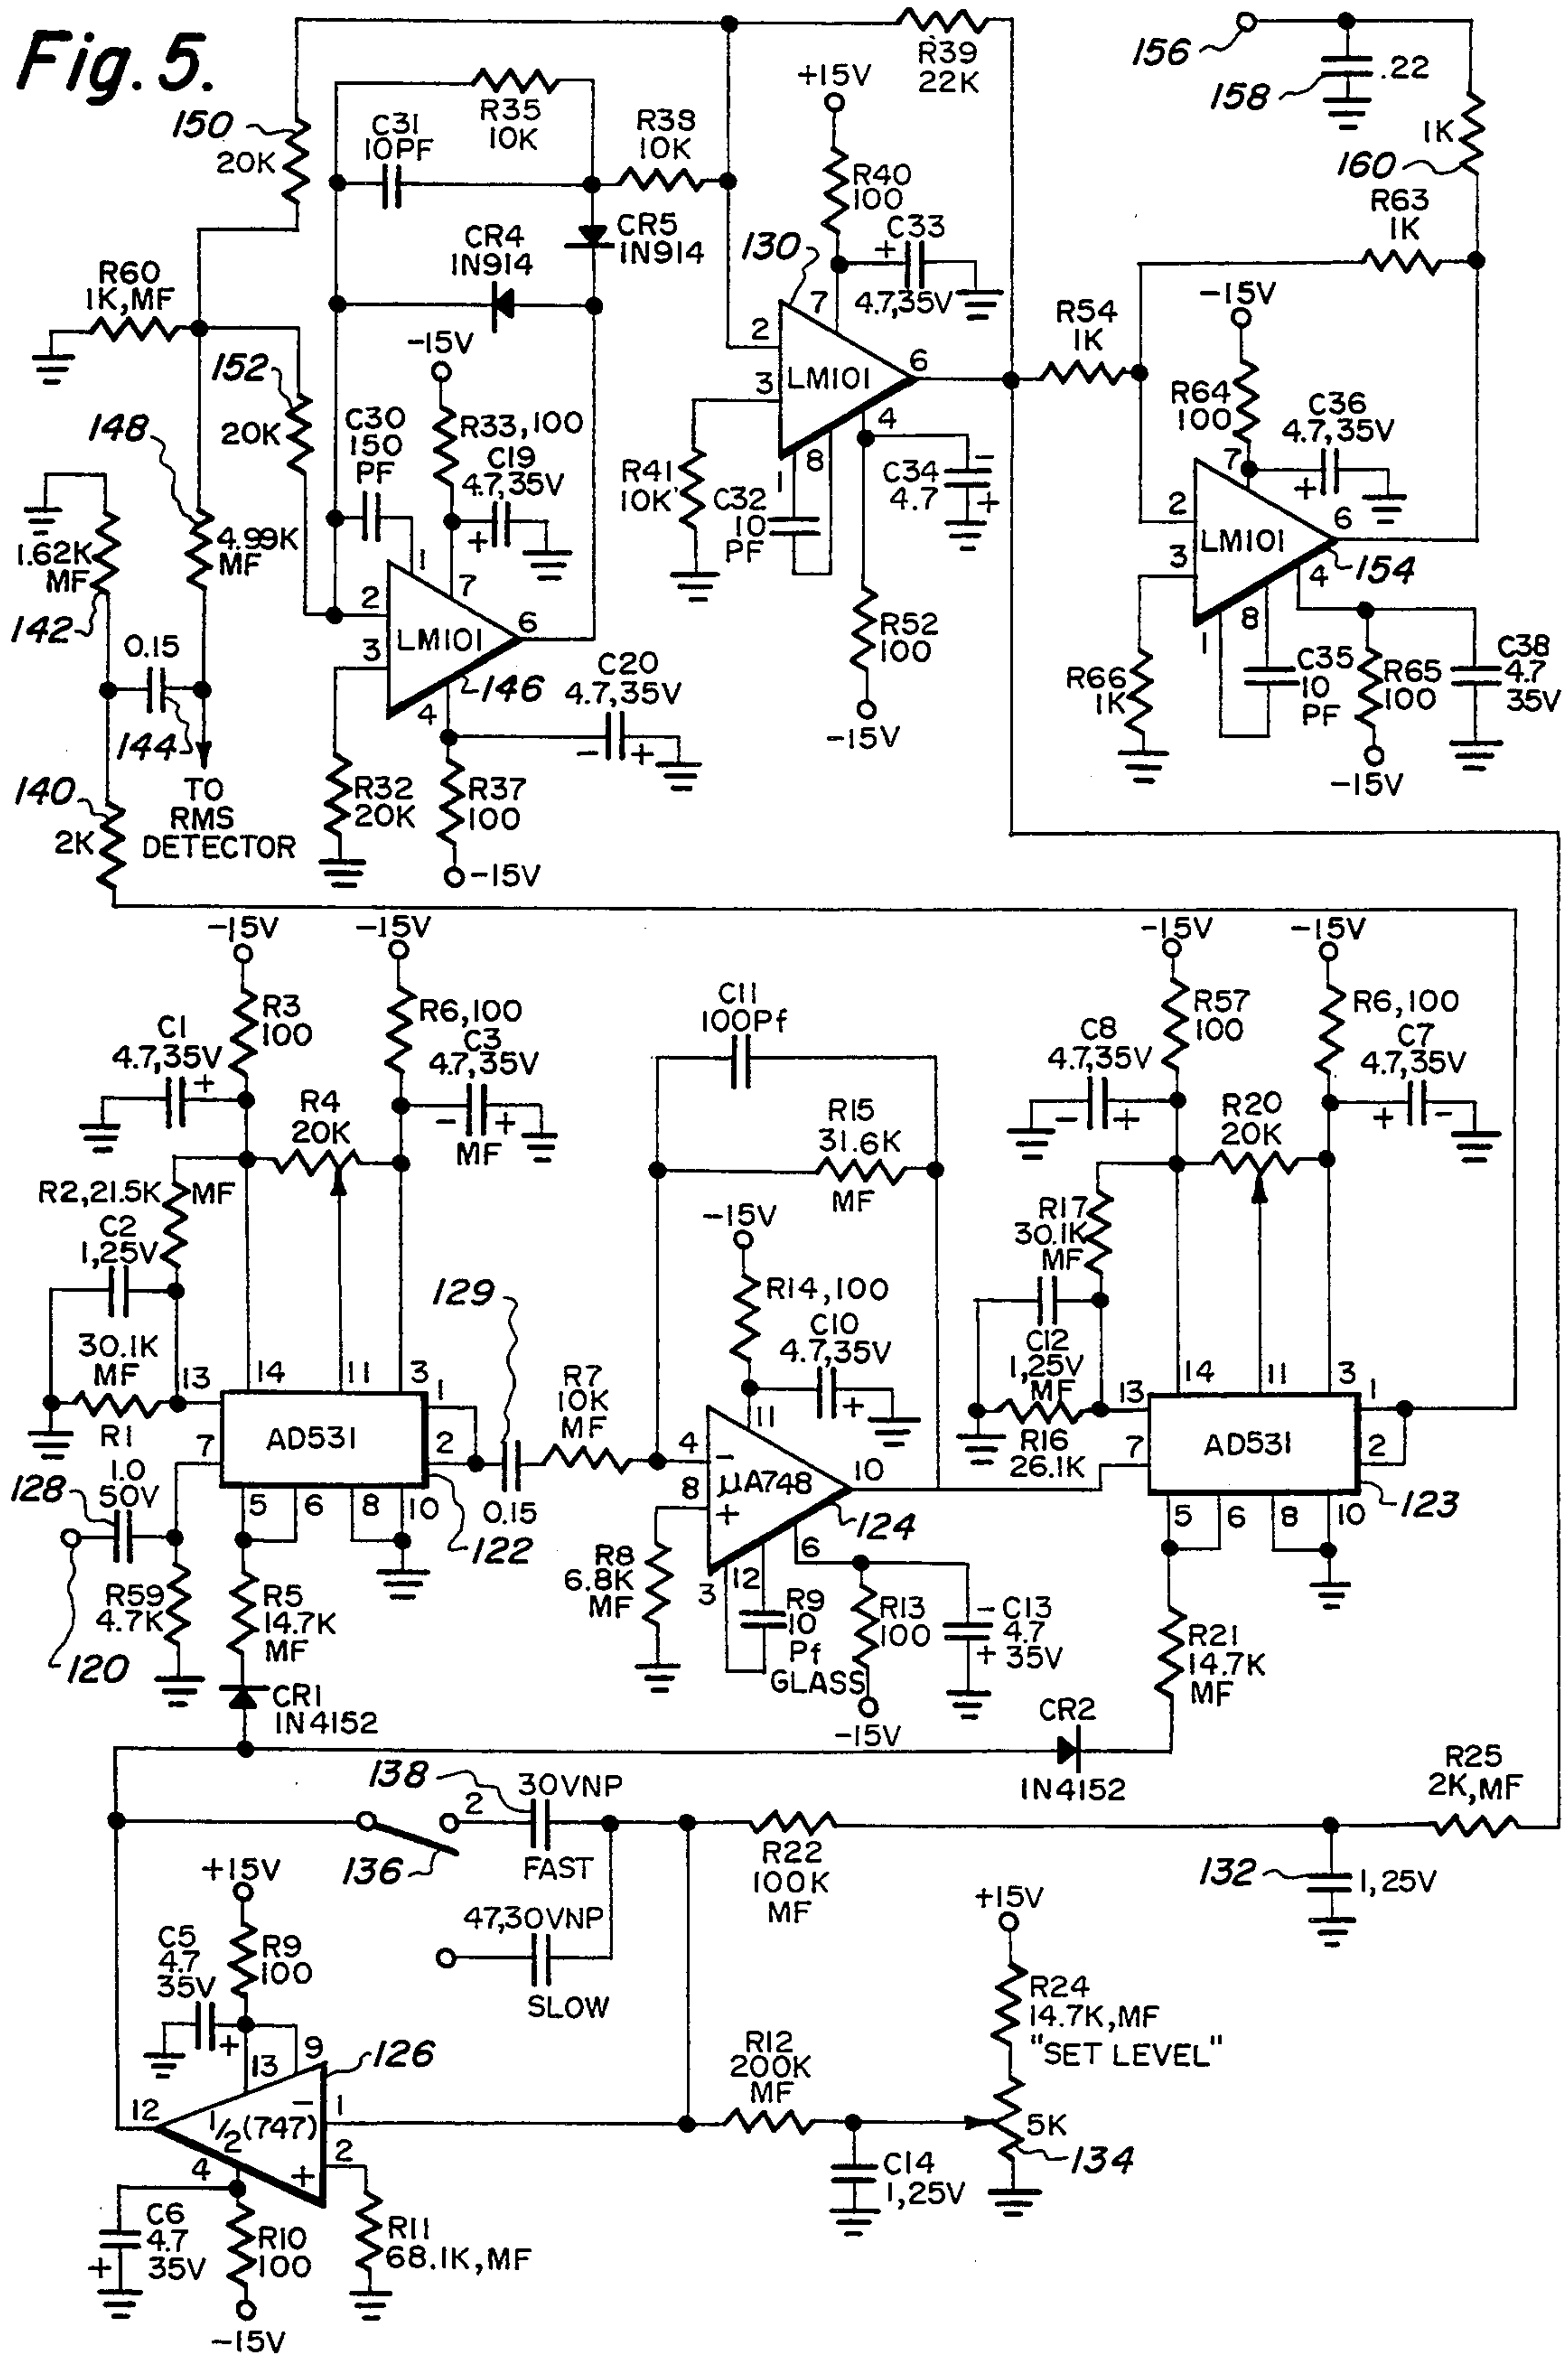 Fig. 5.
150
20K
R35
10K
C31
10PF
R38
10K
R39
22K
156
158
.22
1K
160
+15V
R40
100
C33
+
4.7,35V
130
CR4
1N914
CR5
1N914
R63
1K
R60
1K,MF
152
20K
148
4.99K
MF
1.62K
MF
142
-15V
R33,100
C19
4.7,35V
+
C30
150
PF
7
2
3
LM101
6
4
1
8
R41
10K
C32
10
PF
C34
4.7
-
+
R52
100
-15V
R54
1K
-15V
R64
100
C36
4.7,35V
+
7
2
3
LM101
6
4
154
1
8
R66
1K
C35
10
PF
R65
100
-15V
C38
4.7
35V
1
7
2
3
LM101
6
4
146
C20
4.7,35V
-
+
R32
20K
R37
100
-15V
0.15
144
TO
RMS
DETECTOR
140
2K
-15V
-15V
R3
100
R6,100
C1
4.7,35V
+
C3
4.7,35V
-
+
MF
R4
20K
R2,21.5K
MF
C2
1,25V
30.1K
MF
R1
13
14
11
3
1
2
7
AD531
5
6
8
10
122
128
1.0
50V
120
R59
4.7K
R5
14.7K
MF
CR1
1N4152
129
0.15
R7
10K
MF
C11
100Pf
R15
31.6K
MF
-15V
R14,100
C10
4.7,35V
+
11
4
-
8
+
μA748
10
124
6
3
12
R8
6.8K
MF
R9
10
Pf
GLASS
R13
100
-15V
-
C13
4.7
+
35V
-15V
-15V
R57
100
R6,100
C8
4.7,35V
-
+
C7
4.7,35V
+
-
R20
20K
R17
30.1K
MF
C12
1,25V
MF
R16
26.1K
13
14
11
3
1
2
7
AD531
5
6
8
10
123
R21
14.7K
MF
CR2
1N4152
R25
2K,MF
138
30VNP
2
FAST
136
47,30VNP
SLOW
R22
100K
MF
132
1,25V
+15V
R9
100
C5
4.7
35V
+
13
9
126
12
-
1
1/2(747)
2
+
4
C6
4.7
35V
+
R10
100
-15V
R11
68.1K,MF
R12
200K
MF
C14
1,25V
+15V
R24
14.7K,MF
"SET LEVEL"
5K
134